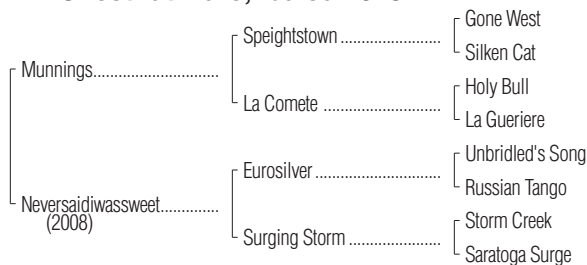 Gone West
Speightstown
Silken Cat
Munnings
Holy Bull
La Comete
La Gueriere
Unbridled's Song
Eurosilver
Russian Tango
Neversaidiwassweet
(2008)
Storm Creek
Surging Storm
Saratoga Surge